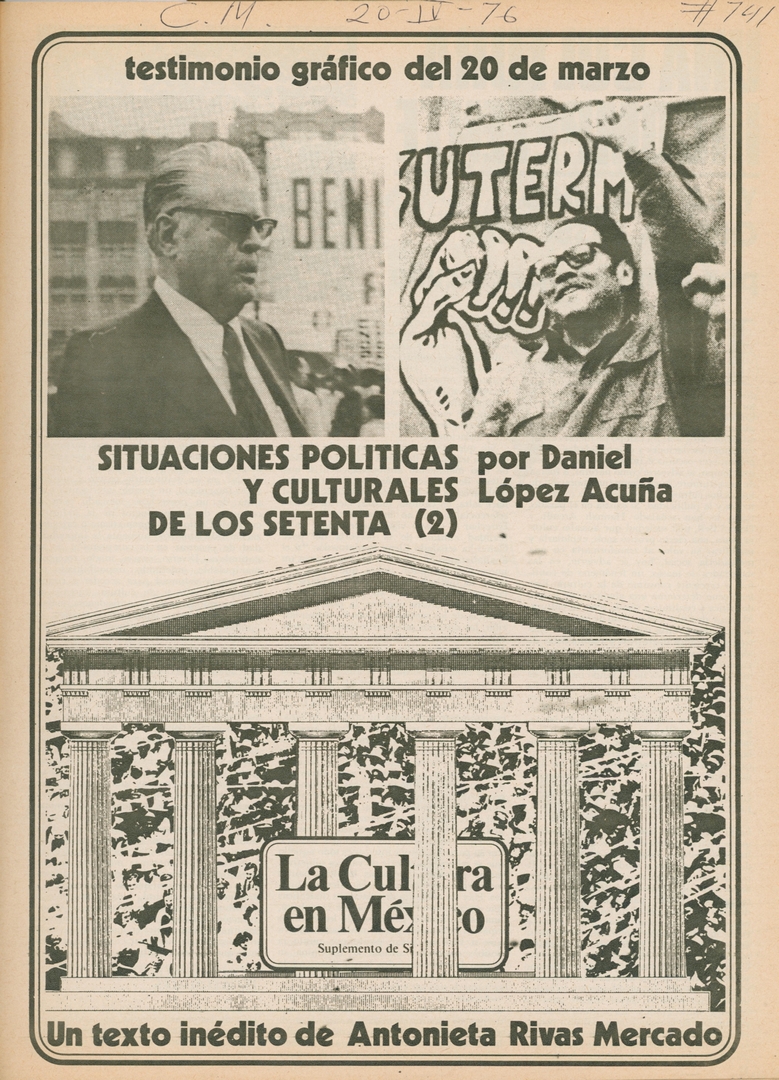 C.M. 20-IV-76 #741
testimonio gráfico del 20 de marzo
BENI
SUTERM
SITUACIONES POLITICAS
Y CULTURALES
DE LOS SETENTA (2)
por Daniel
López Acuña
La Cul ra
en Méx co
Suplemento de Si
Un texto inédito de Antonieta Rivas Mercado